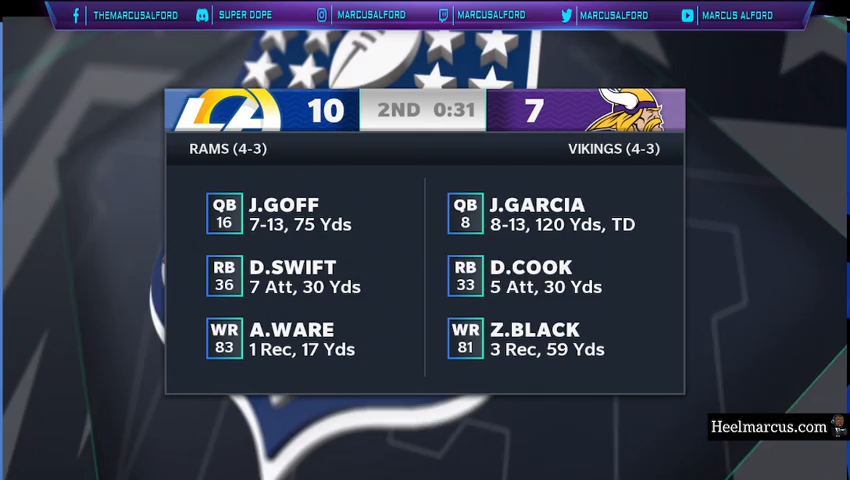 THEMARCUSALFORD SUPER DOPE MARCUSALFORD MARCUSALFORD MARCUSALFORD MARCUS ALFORD
10 2ND 0:31 7
RAMS (4-3) VIKINGS (4-3)
QB J.GOFF
16 7-13, 75 Yds
RB D.SWIFT
36 7 Att, 30 Yds
WR A.WARE
83 1 Rec, 17 Yds
QB J.GARCIA
8 8-13, 120 Yds, TD
RB D.COOK
33 5 Att, 30 Yds
WR Z.BLACK
81 3 Rec, 59 Yds
Heelmarcus.com